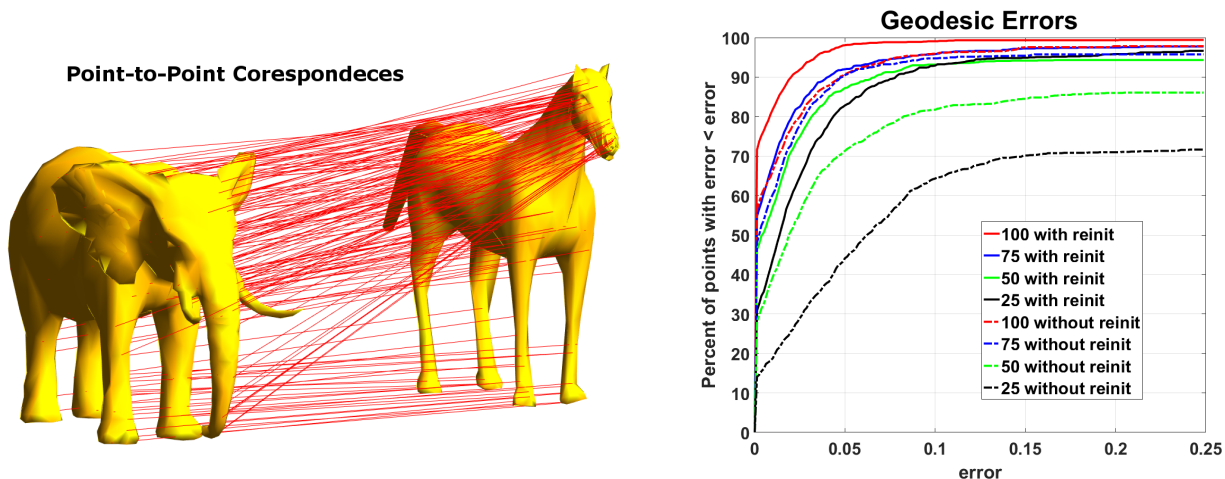 Point-to-Point Corespondeces
Geodesic Errors
Percent of points with error < error
100
90
80
70
60
50
40
30
20
10
0
0
0.05
0.1
0.15
0.2
0.25
error
100 with reinit
75 with reinit
50 with reinit
25 with reinit
100 without reinit
75 without reinit
50 without reinit
25 without reinit